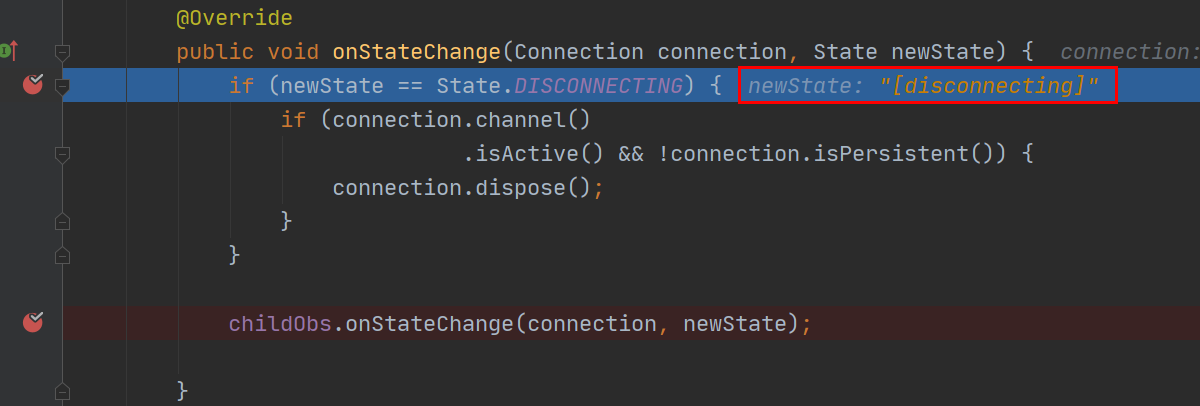 @Override
public void onStateChange(Connection connection, State newState) { connection:
if (newState == State.DISCONNECTING) { newState: "[disconnecting]"
if (connection.channel()
.isActive() && !connection.isPersistent()) {
connection.dispose();
}
}
childObs.onStateChange(connection, newState);
}